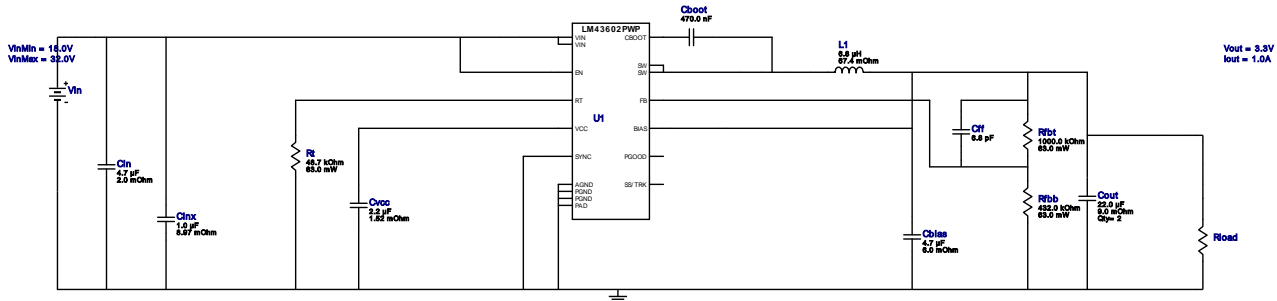 VinMin = 18.0V
VinMax = 32.0V
Vin
Cin
4.7 µF
2.0 mOhm
Cinx
1.0 µF
8.97 mOhm
Rt
48.7 kOhm
63.0 mW
Cvcc
2.2 µF
1.52 mOhm
LM43602PWP
VIN
VIN
EN
RT
VCC
SYNC
AGND
PGND
PGND
PAD
CBOOT
SW
SW
FB
BIAS
PGOOD
SS/TRK
U1
Cboot
470.0 nF
L1
6.8 µH
67.4 mOhm
Cff
6.8 pF
Rfbt
1000.0 kOhm
63.0 mW
Rfbb
432.0 kOhm
63.0 mW
Cbias
4.7 µF
6.0 mOhm
Cout
22.0 µF
9.0 mOhm
Qty= 2
Rload
Vout = 3.3V
Iout = 1.0A